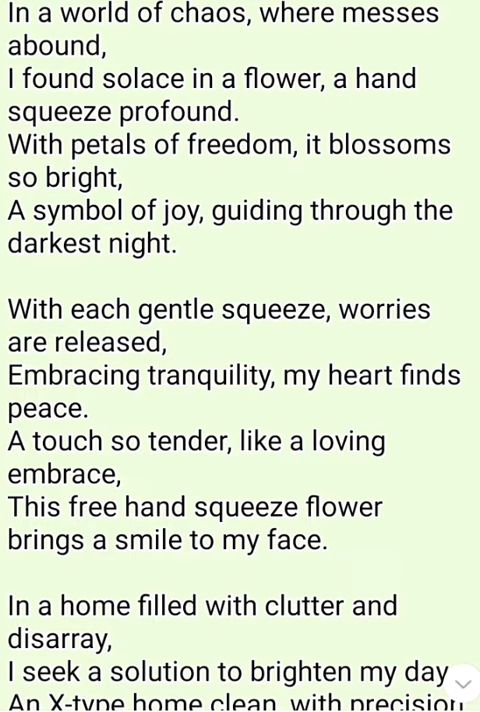 In a world of chaos, where messes
abound,
I found solace in a flower, a hand
squeeze profound.
With petals of freedom, it blossoms
so bright,
A symbol of joy, guiding through the
darkest night.
With each gentle squeeze, worries
are released,
Embracing tranquility, my heart finds
peace.
A touch so tender, like a loving
embrace,
This free hand squeeze flower
brings a smile to my face.
In a home filled with clutter and
disarray,
I seek a solution to brighten my day
An X-type home clean, with precision